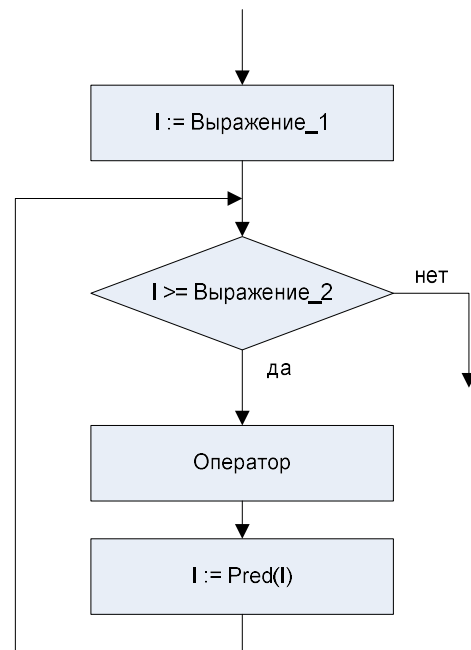 I := Выражение_1
I >= Выражение_2
нет
да
Оператор
I := Pred(I)